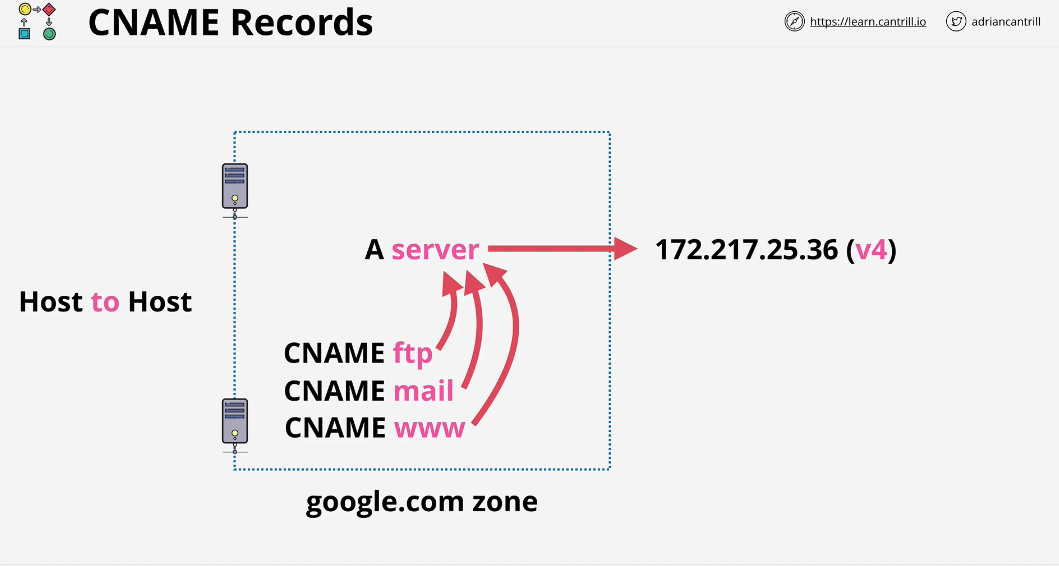 CNAME Records
https://learn.cantrill.io
adriancantrill
A server
172.217.25.36 (v4)
Host to Host
CNAME ftp
CNAME mail
CNAME www
google.com zone